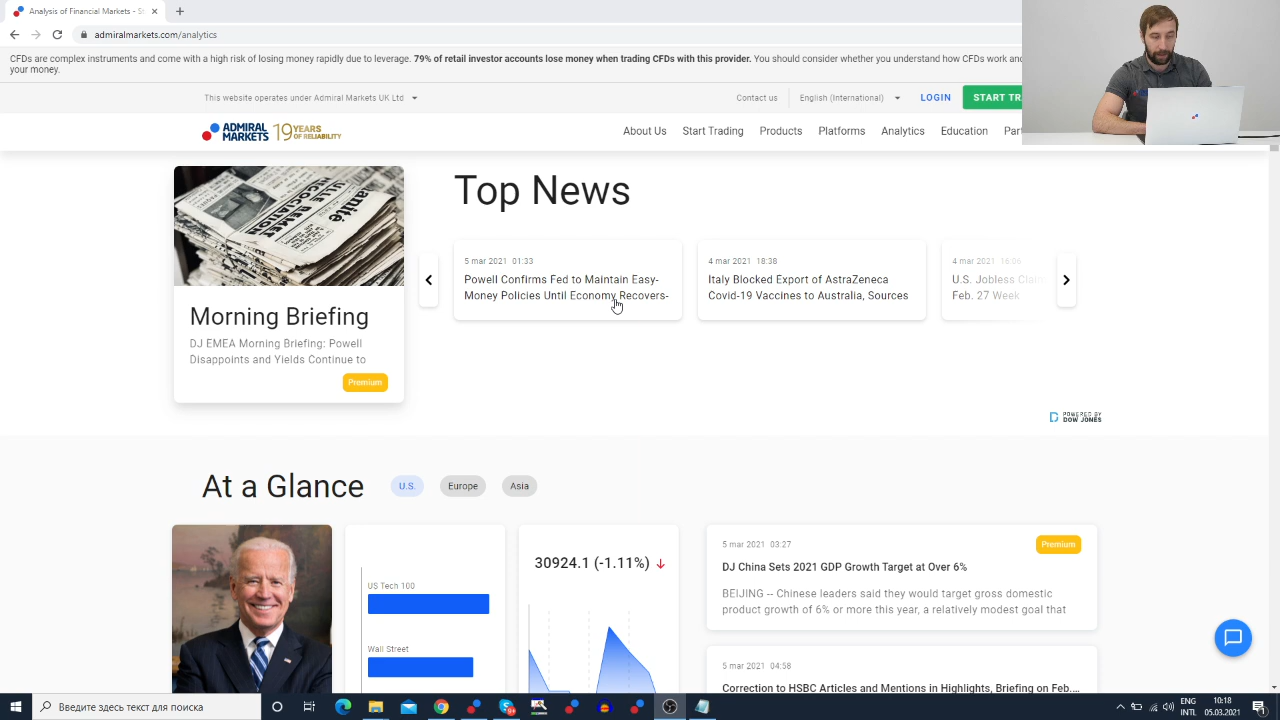 Analysis of Financial Markets - St
admiralmarkets.com/analytics
CFDs are complex instruments and come with a high risk of losing money rapidly due to leverage. 79% of retail investor accounts lose money when trading CFDs with this provider. You should consider whether you understand how CFDs work and
your money.
This website operates under Admiral Markets UK Ltd
Contact us
English (International)
LOGIN
START TR
ADMIRAL
MARKETS
19 YEARS
OF RELIABILITY
About Us
Start Trading
Products
Platforms
Analytics
Education
Par
Top News
5 mar 2021 01:33
Powell Confirms Fed to Maintain Easy-
Money Policies Until Economy Recovers-
4 mar 2021 18:38
Italy Blocked Export of AstraZeneca
Covid-19 Vaccines to Australia, Sources
4 mar 2021 16:06
U.S. Jobless Claim
Feb. 27 Week
Morning Briefing
DJ EMEA Morning Briefing: Powell
Disappoints and Yields Continue to
Premium
POWERED BY
DOW JONES
At a Glance
U.S.
Europe
Asia
US Tech 100
Wall Street
30924.1 (-1.11%)
5 mar 2021 03:27
Premium
DJ China Sets 2021 GDP Growth Target at Over 6%
BEIJING -- Chinese leaders said they would target gross domestic
product growth of 6% or more this year, a relatively modest goal that
5 mar 2021 04:58
Correction to HSBC Articles and Mentions in Highlights, Briefing on Feb....
Введите здесь текст для поиска
ENG
INTL
10:18
05.03.2021